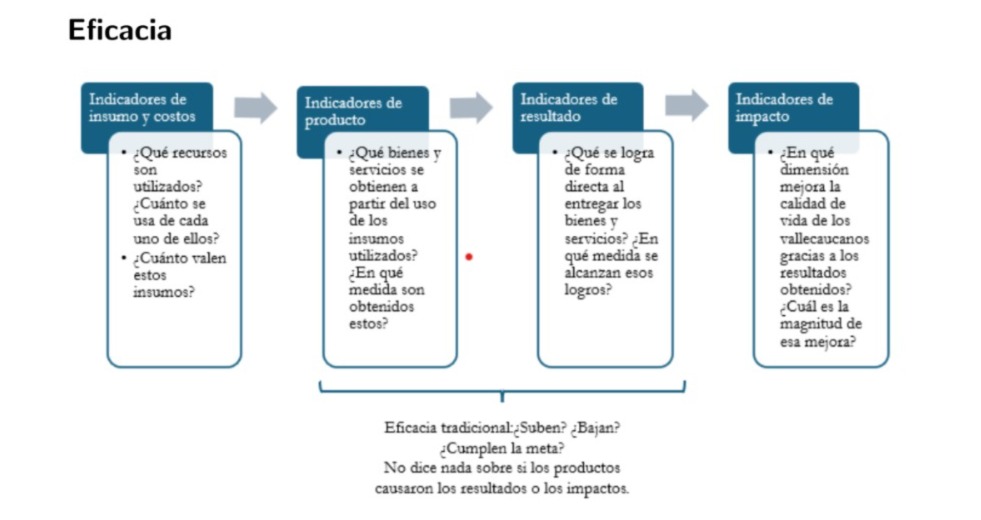 Eficacia
Indicadores de
insumo y costos
• ¿Qué recursos
son
utilizados?
¿Cuánto se
usa de cada
uno de ellos?
• ¿Cuánto valen
estos
insumos?
Indicadores de
producto
• ¿Qué bienes y
servicios se
obtienen a
partir del uso
de los
insumos
utilizados?
¿En qué
medida son
obtenidos
estos?
Indicadores de
resultado
• ¿Qué se logra
de forma
directa al
entregar los
bienes y
servicios? ¿En
qué medida se
alcanzan esos
logros?
Indicadores de
impacto
• ¿En qué
dimensión
mejora la
calidad de
vida de los
vallecaucanos
gracias a los
resultados
obtenidos?
¿Cuál es la
magnitud de
esa mejora?
Eficacia tradicional:¿Suben? ¿Bajan?
¿Cumplen la meta?
No dice nada sobre si los productos
causaron los resultados o los impactos.